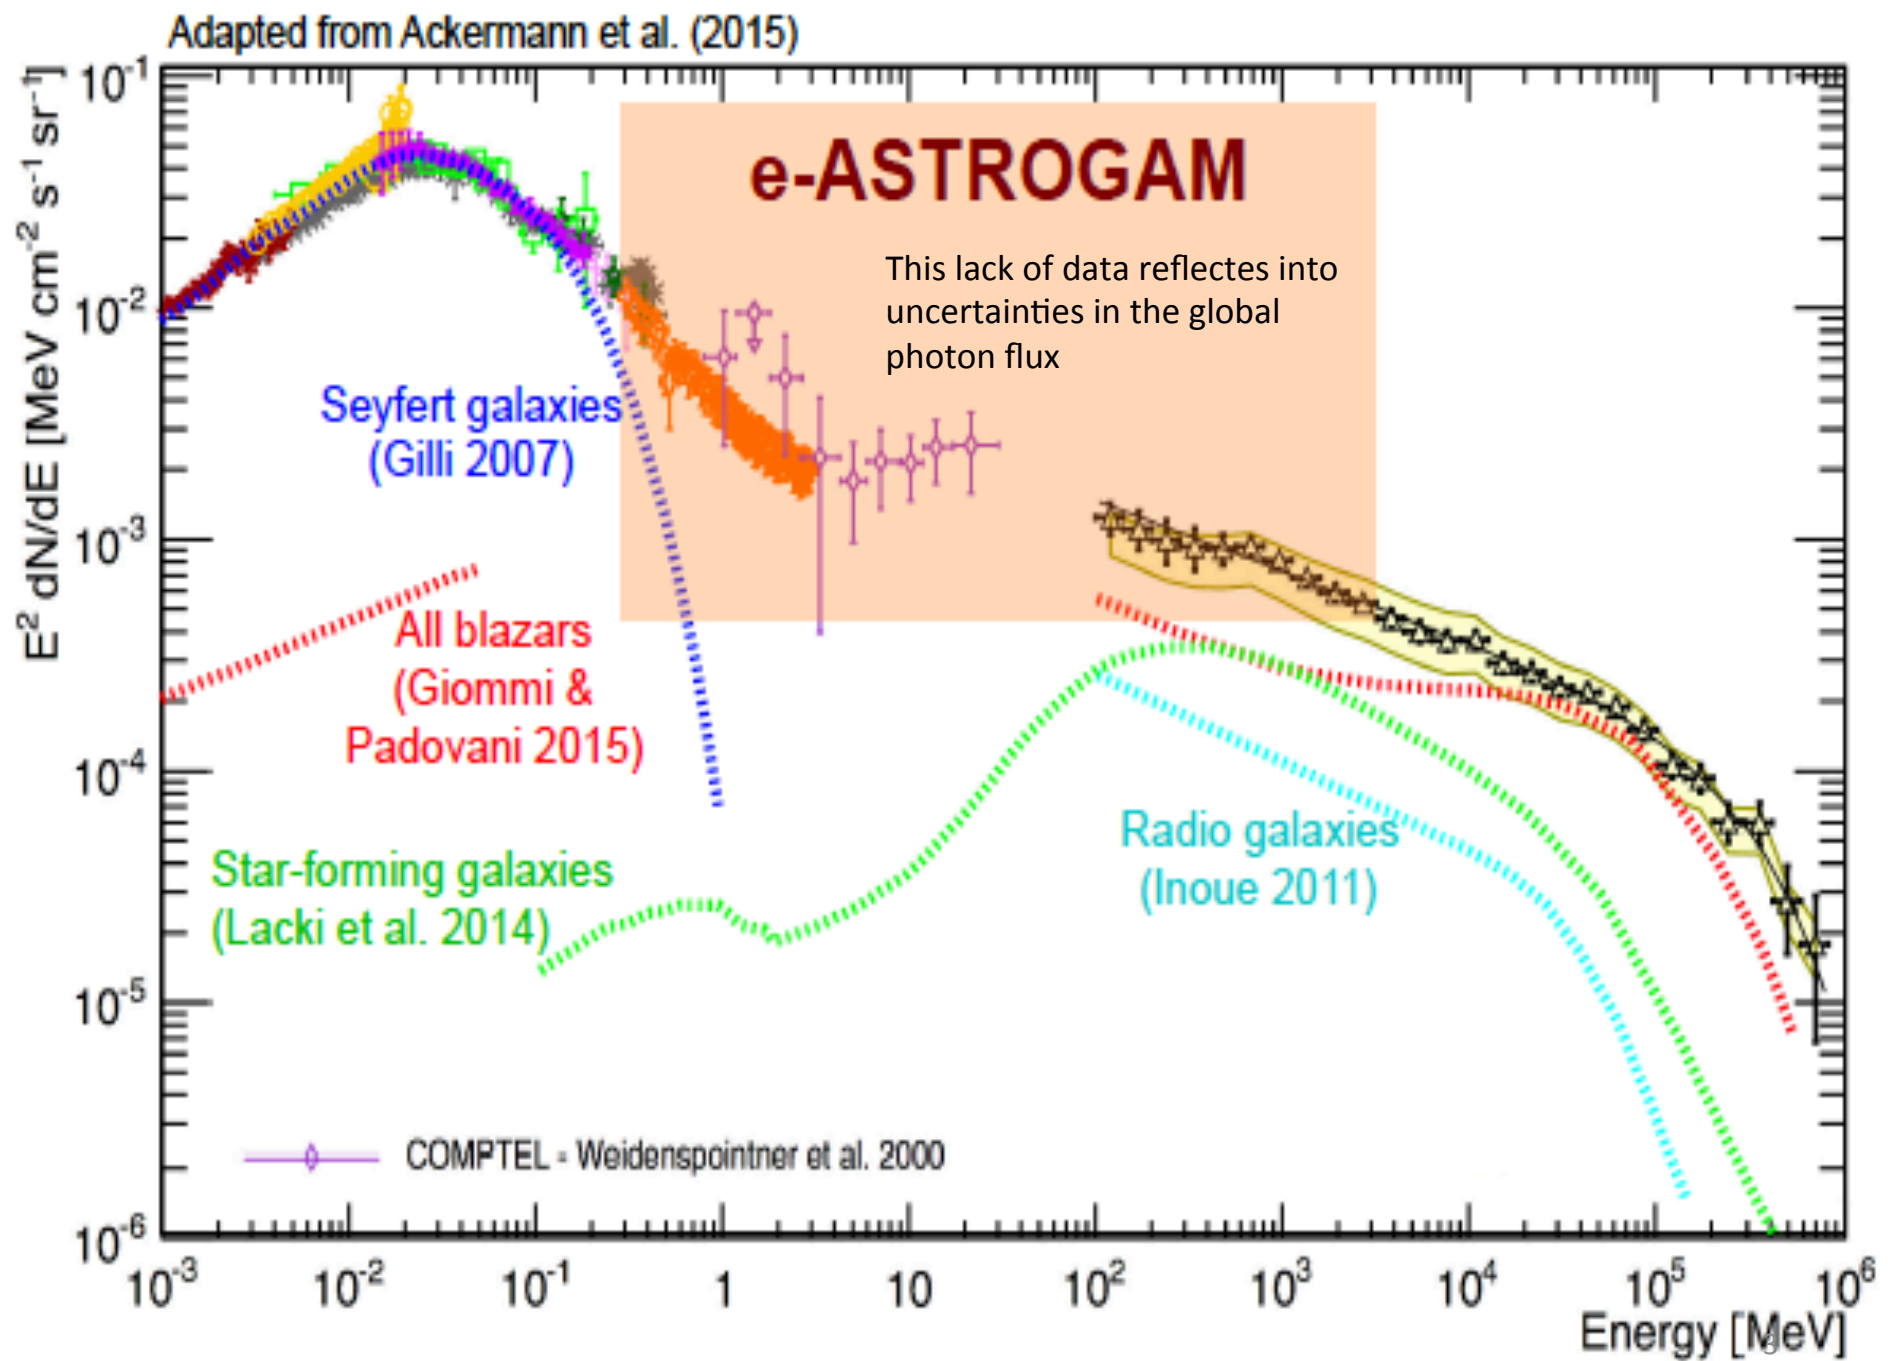 Adapted from Ackermann et al. (2015)
E² dN/dE [MeV cm⁻² s⁻¹ sr⁻¹]
10⁻¹
10⁻²
10⁻³
10⁻⁴
10⁻⁵
10⁻⁶
e-ASTROGAM
This lack of data reflectes into
uncertainties in the global
photon flux
Seyfert galaxies
(Gilli 2007)
All blazars
(Giommi &
Padovani 2015)
Star-forming galaxies
(Lacki et al. 2014)
Radio galaxies
(Inoue 2011)
COMPTEL - Weidenspointner et al. 2000
10⁻³ 10⁻² 10⁻¹ 1 10 10² 10³ 10⁴ 10⁵ 10⁶
Energy [MeV]